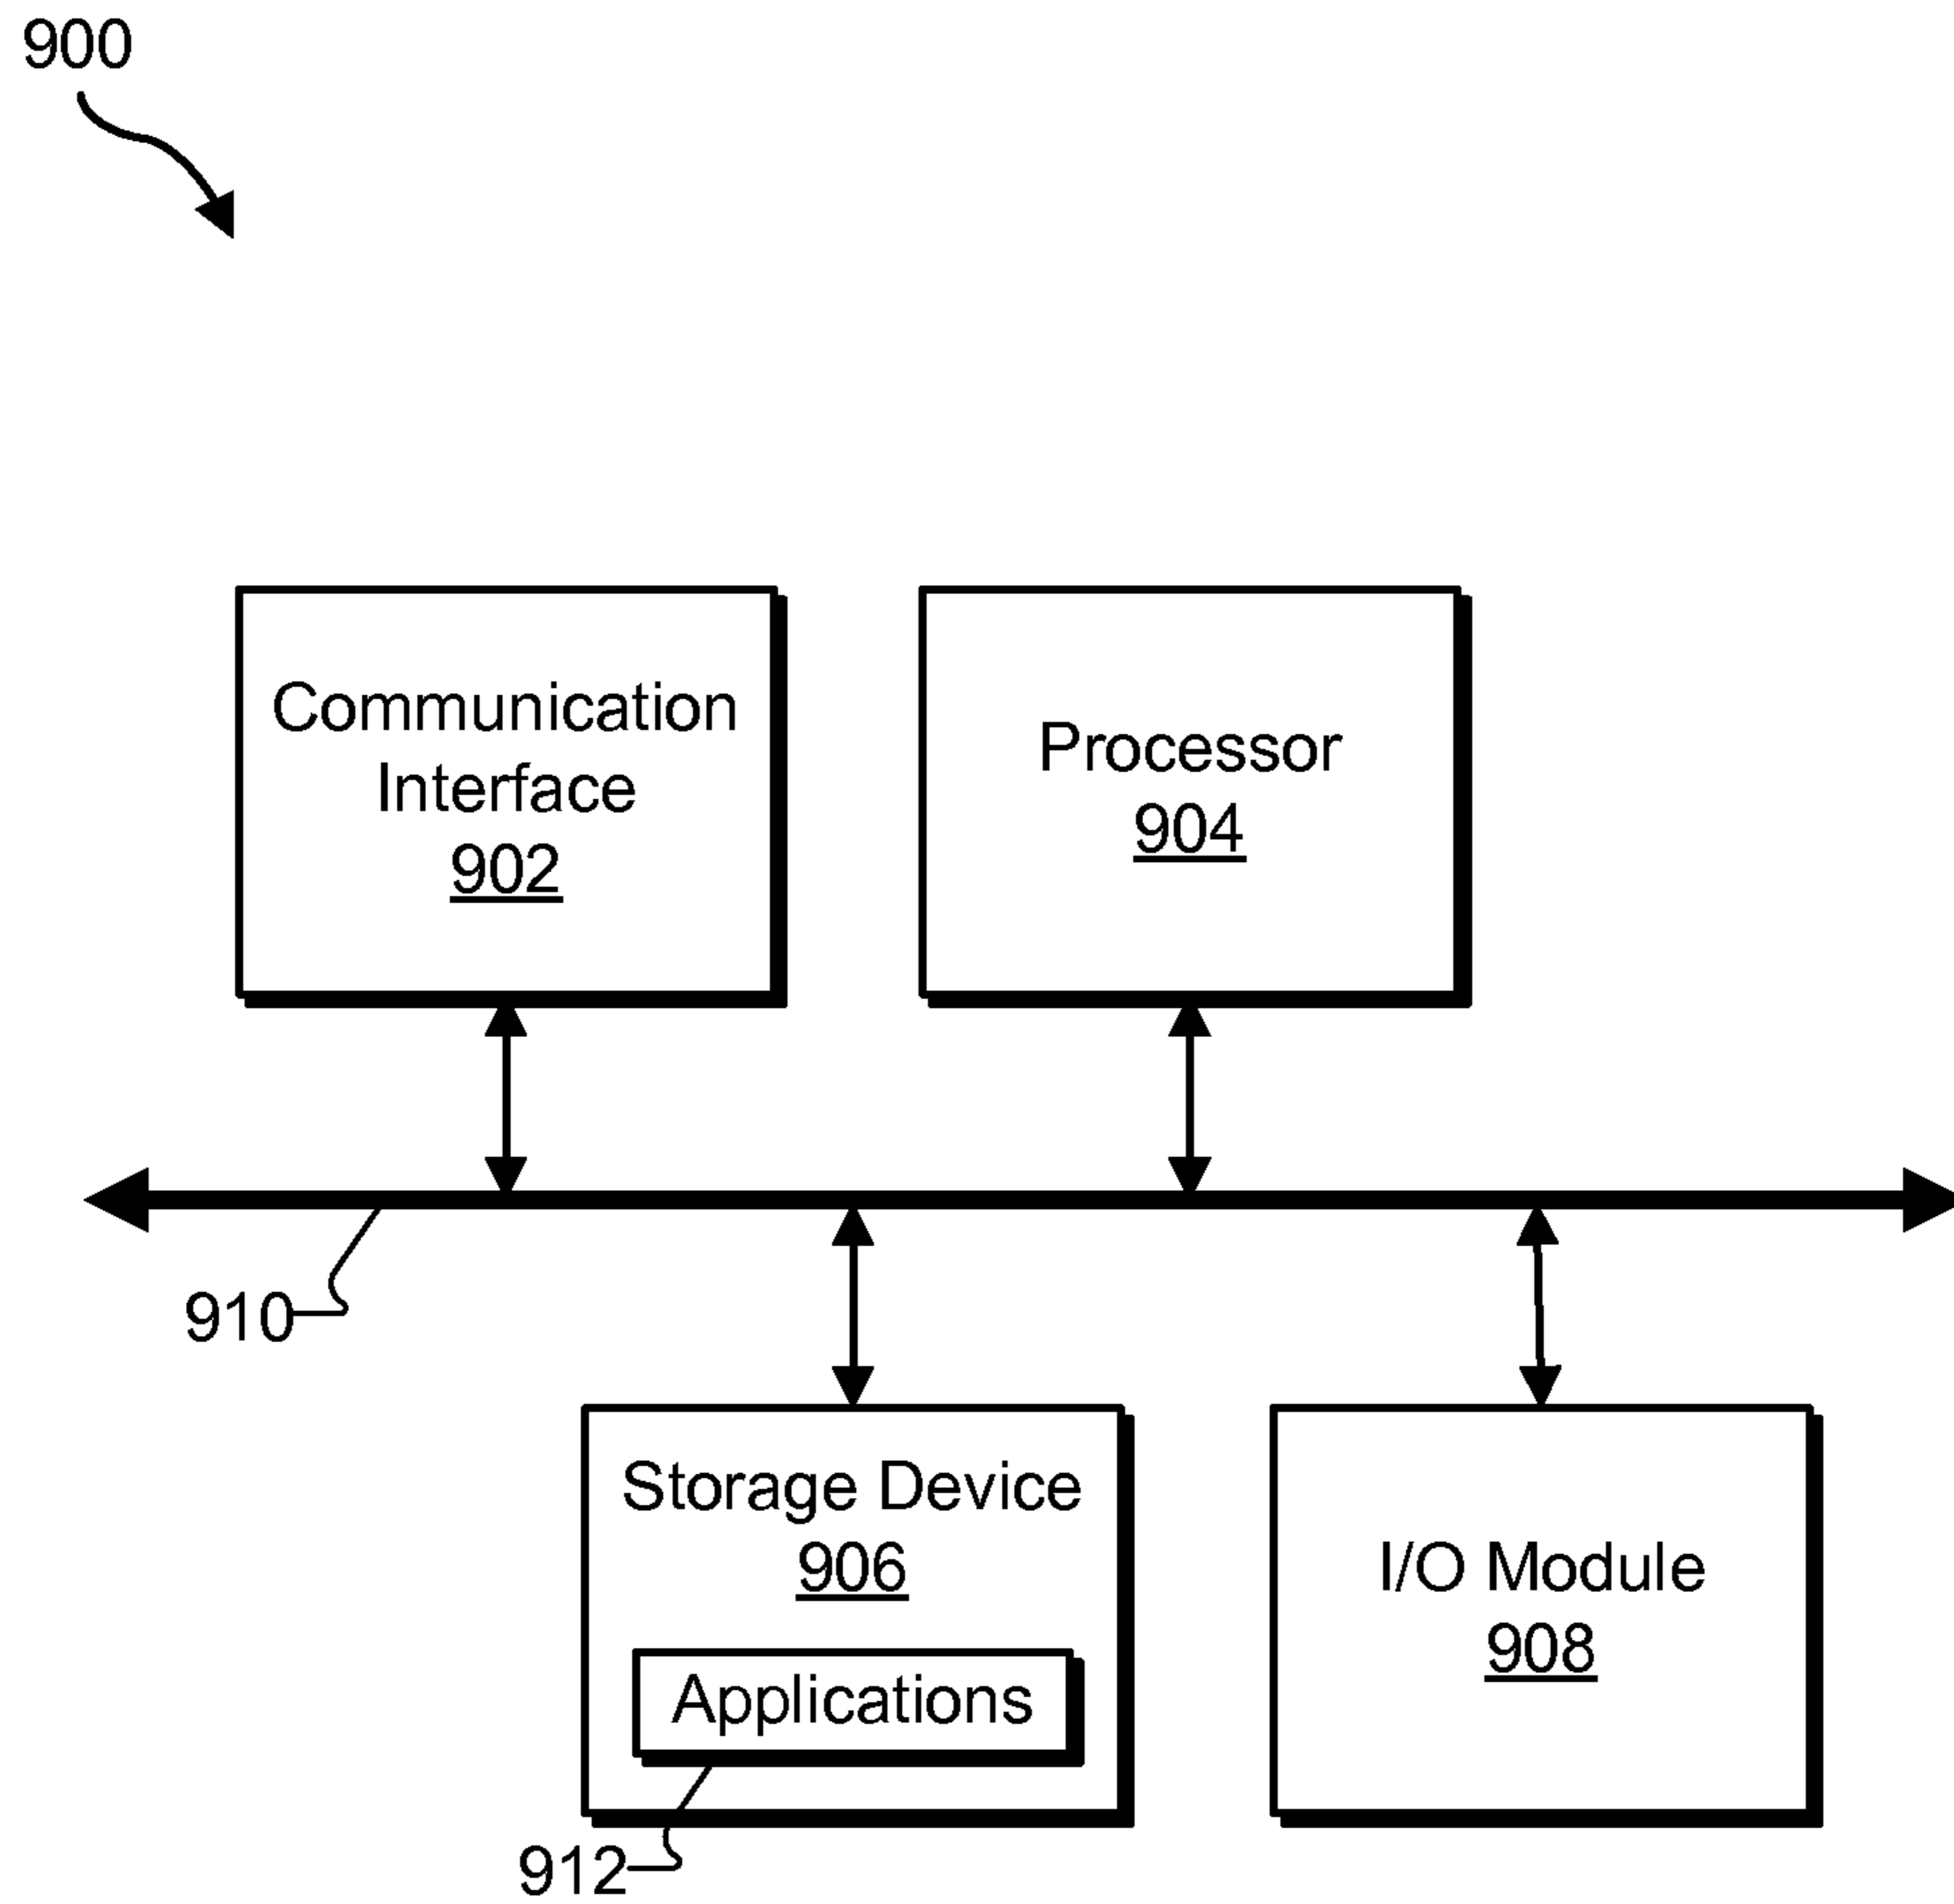 900
Communication
Interface
902
Processor
904
910
Storage Device
906
Applications
912
I/O Module
908